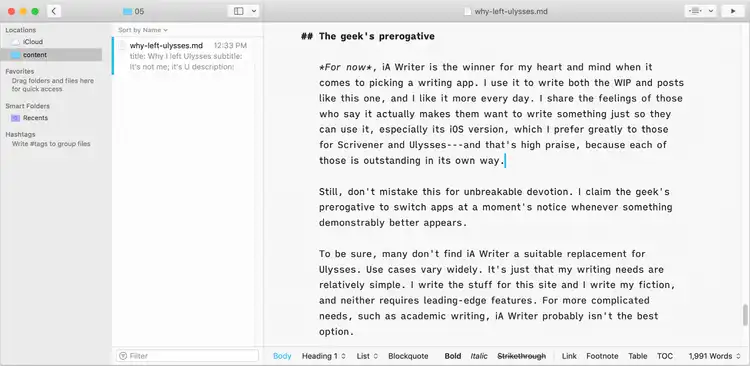 05
why-left-ulysses.md
Locations
iCloud
content
Favorites
Drag folders and files here
for quick access
Smart Folders
Recents
Hashtags
Write #tags to group files
Sort by Name
why-left-ulysses.md 12:33 PM
title: Why I left Ulysses subtitle:
it's not me; it's U description:
Filter
## The geek's prerogative
*For now*, iA Writer is the winner for my heart and mind when it
comes to picking a writing app. I use it to write both the WIP and posts
like this one, and I like it more every day. I share the feelings of those
who say it actually makes them want to write something just so they
can use it, especially its iOS version, which I prefer greatly to those
for Scrivener and Ulysses---and that's high praise, because each of
those is outstanding in its own way.
Still, don't mistake this for unbreakable devotion. I claim the geek's
prerogative to switch apps at a moment's notice whenever something
demonstrably better appears.
To be sure, many don't find iA Writer a suitable replacement for
Ulysses. Use cases vary widely. It's just that my writing needs are
relatively simple. I write the stuff for this site and I write my fiction,
and neither requires leading-edge features. For more complicated
needs, such as academic writing, iA Writer probably isn't the best
option.
Body Heading 1 List Blockquote Bold Italic Strikethrough Link Footnote Table TOC 1,991 Words